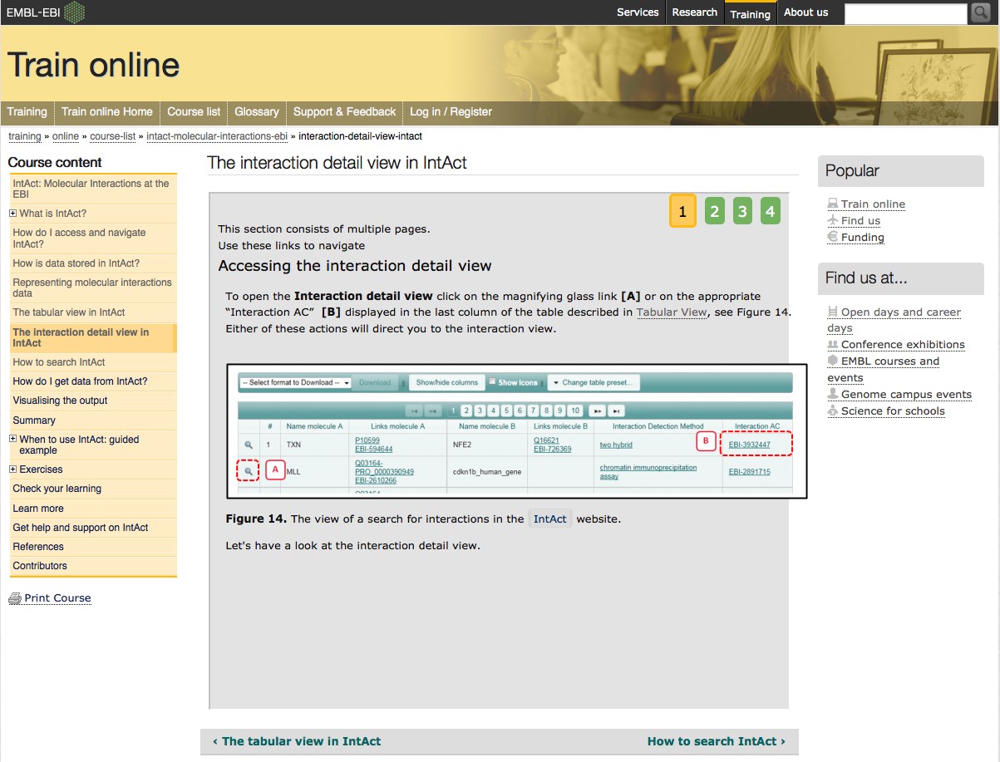 EMBL-EBI
Services
Research
Training
About us
Train online
Training
Train online Home
Course list
Glossary
Support & Feedback
Log in / Register
training » online » course-list » intact-molecular-interactions-ebi » interaction-detail-view-intact
Course content
IntAct: Molecular Interactions at the
EBI
What is IntAct?
How do I access and navigate
IntAct?
How is data stored in IntAct?
Representing molecular interactions
data
The tabular view in IntAct
The interaction detail view in
IntAct
How to search IntAct
How do I get data from IntAct?
Visualising the output
Summary
When to use IntAct: guided
example
Exercises
Check your learning
Learn more
Get help and support on IntAct
References
Contributors
Print Course
The interaction detail view in IntAct
1 2 3 4
This section consists of multiple pages.
Use these links to navigate
Accessing the interaction detail view
To open the Interaction detail view click on the magnifying glass link [A] or on the appropriate
“Interaction AC” [B] displayed in the last column of the table described in Tabular View, see Figure 14.
Either of these actions will direct you to the interaction view.
-- Select format to Download -- Download Show/hide columns Show Icons Change table preset...
1 2 3 4 5 6 7 8 9 10
# Name molecule A Links molecule A Name molecule B Links molecule B Interaction Detection Method Interaction AC
1 TXN P10599 NFE2 Q16621 two hybrid B EBI-3932447
EBI-594644 EBI-726369
A MLL Q03164- cdkn1b_human_gene chromatin immunoprecipitation EBI-2891715
PRO_0000390949 assay
EBI-2610266
Q03164-
Figure 14. The view of a search for interactions in the IntAct website.
Let's have a look at the interaction detail view.
‹ The tabular view in IntAct
How to search IntAct ›
Popular
Train online
Find us
Funding
Find us at...
Open days and career
days
Conference exhibitions
EMBL courses and
events
Genome campus events
Science for schools